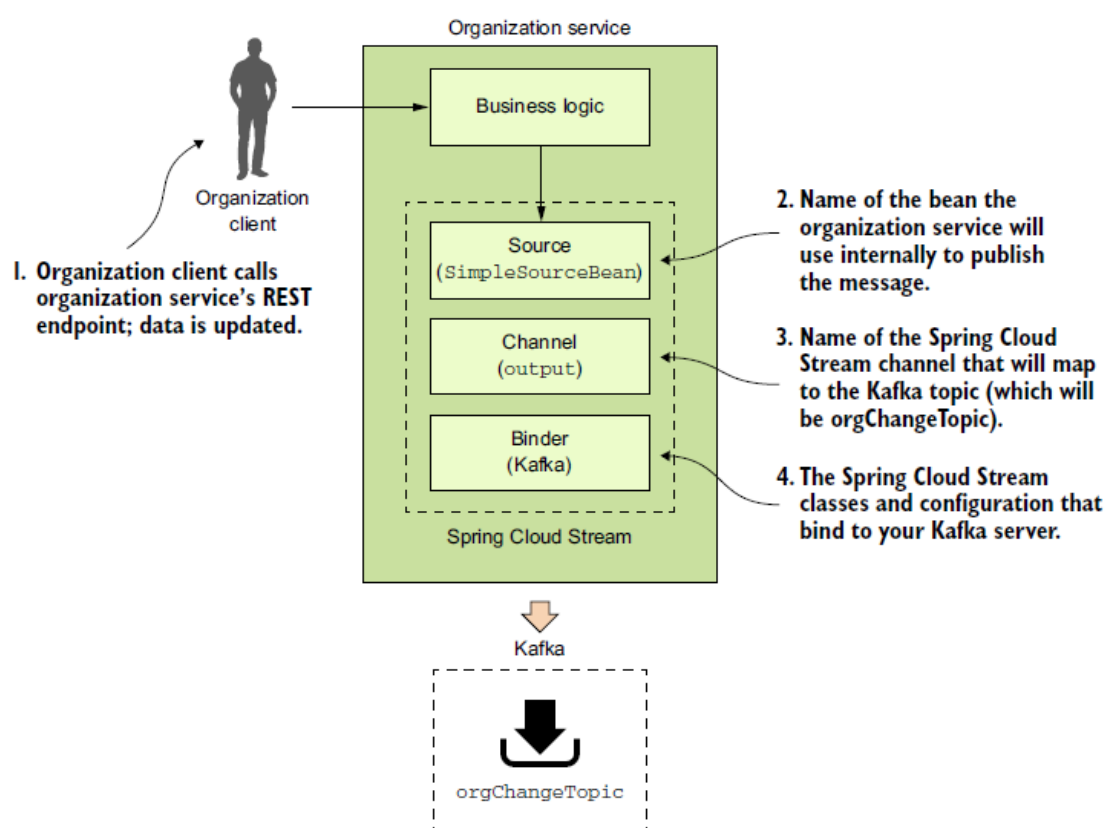 Organization service
Business logic
Organization
client
1. Organization client calls
organization service's REST
endpoint; data is updated.
Source
(SimpleSourceBean)
2. Name of the bean the
organization service will
use internally to publish
the message.
Channel
(output)
3. Name of the Spring Cloud
Stream channel that will map
to the Kafka topic (which will
be orgChangeTopic).
Binder
(Kafka)
4. The Spring Cloud Stream
classes and configuration that
bind to your Kafka server.
Spring Cloud Stream
Kafka
orgChangeTopic